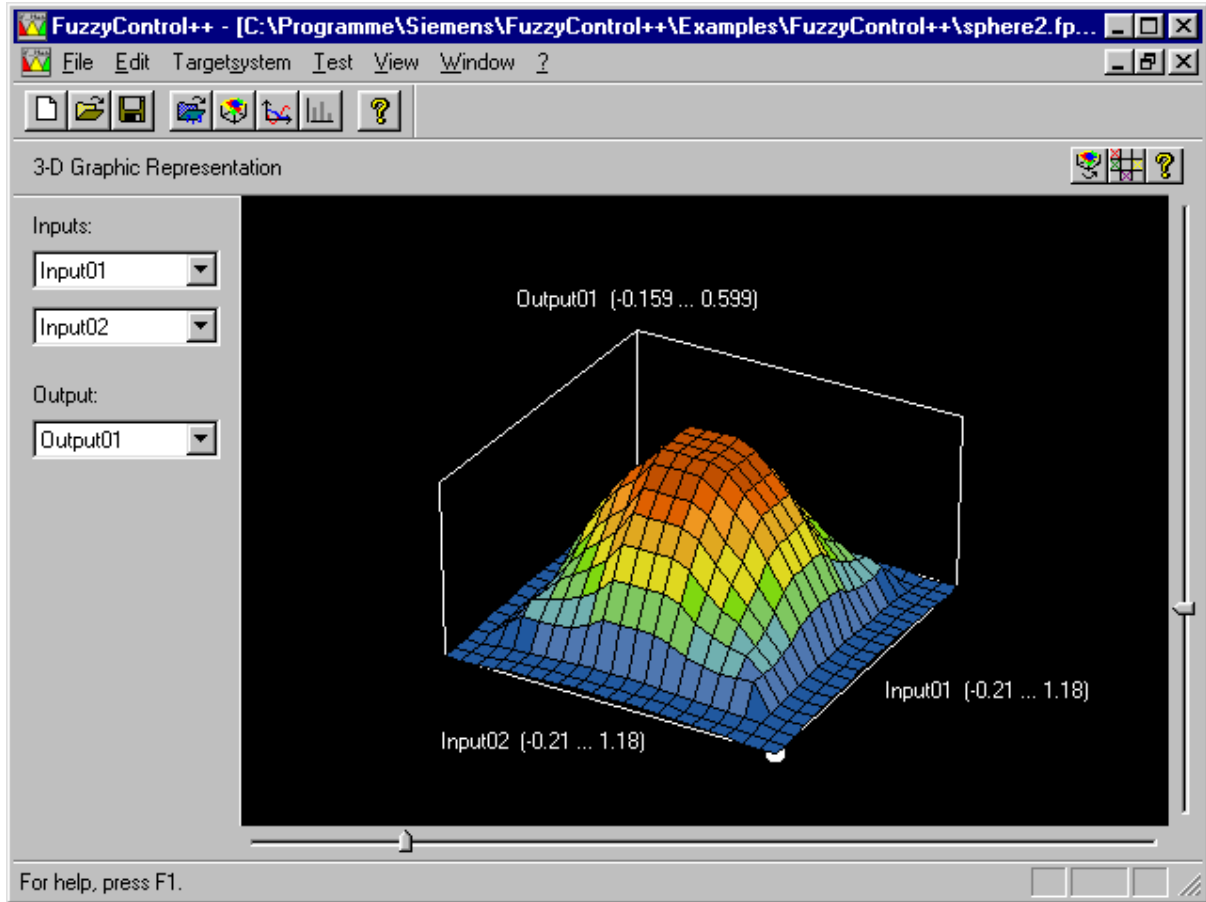 FuzzyControl++ - [C:\Programme\Siemens\FuzzyControl++\Examples\FuzzyControl++\sphere2.fp...
File Edit Targetsystem Test View Window ?
3-D Graphic Representation
Inputs:
Input01
Input02
Output:
Output01
Output01 (-0.159 ... 0.599)
Input01 (-0.21 ... 1.18)
Input02 (-0.21 ... 1.18)
For help, press F1.